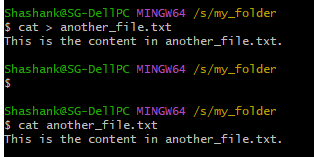 Shashank@SG-DellPC MINGW64 /s/my_folder
$ cat > another_file.txt
This is the content in another_file.txt.
Shashank@SG-DellPC MINGW64 /s/my_folder
$
Shashank@SG-DellPC MINGW64 /s/my_folder
$ cat another_file.txt
This is the content in another_file.txt.